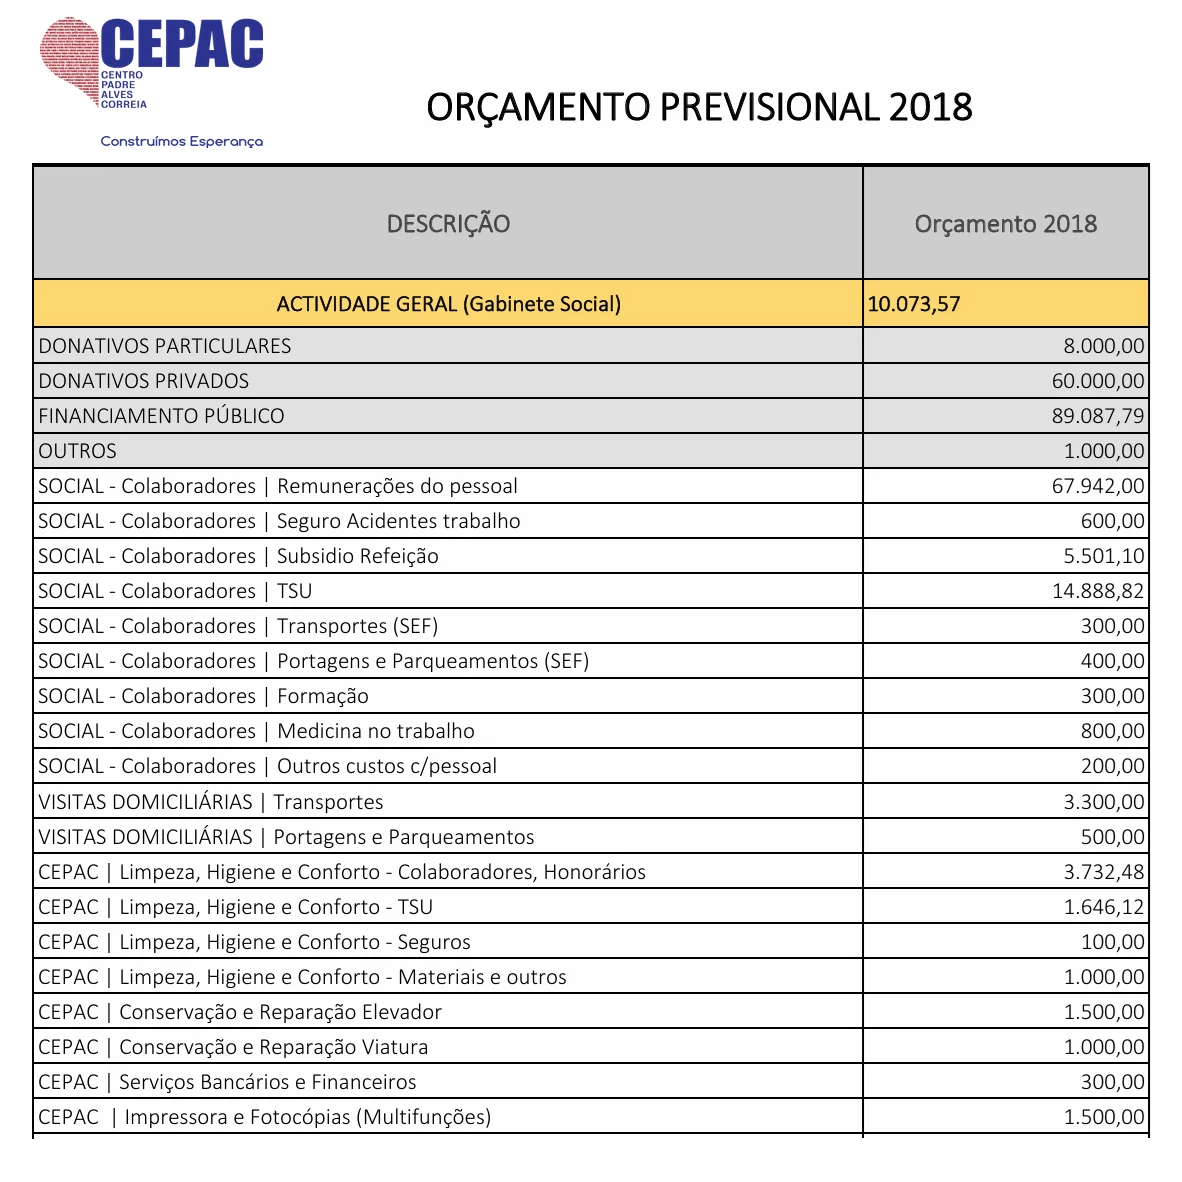 CEPAC
CENTRO
PADRE
ALVES
CORREIA
Construímos Esperança
ORÇAMENTO PREVISIONAL 2018
DESCRIÇÃO Orçamento 2018
ACTIVIDADE GERAL (Gabinete Social) 10.073,57
DONATIVOS PARTICULARES 8.000,00
DONATIVOS PRIVADOS 60.000,00
FINANCIAMENTO PÚBLICO 89.087,79
OUTROS 1.000,00
SOCIAL - Colaboradores | Remunerações do pessoal 67.942,00
SOCIAL - Colaboradores | Seguro Acidentes trabalho 600,00
SOCIAL - Colaboradores | Subsidio Refeição 5.501,10
SOCIAL - Colaboradores | TSU 14.888,82
SOCIAL - Colaboradores | Transportes (SEF) 300,00
SOCIAL - Colaboradores | Portagens e Parqueamentos (SEF) 400,00
SOCIAL - Colaboradores | Formação 300,00
SOCIAL - Colaboradores | Medicina no trabalho 800,00
SOCIAL - Colaboradores | Outros custos c/pessoal 200,00
VISITAS DOMICILIÁRIAS | Transportes 3.300,00
VISITAS DOMICILIÁRIAS | Portagens e Parqueamentos 500,00
CEPAC | Limpeza, Higiene e Conforto - Colaboradores, Honorários 3.732,48
CEPAC | Limpeza, Higiene e Conforto - TSU 1.646,12
CEPAC | Limpeza, Higiene e Conforto - Seguros 100,00
CEPAC | Limpeza, Higiene e Conforto - Materiais e outros 1.000,00
CEPAC | Conservação e Reparação Elevador 1.500,00
CEPAC | Conservação e Reparação Viatura 1.000,00
CEPAC | Serviços Bancários e Financeiros 300,00
CEPAC | Impressora e Fotocópias (Multifunções) 1.500,00